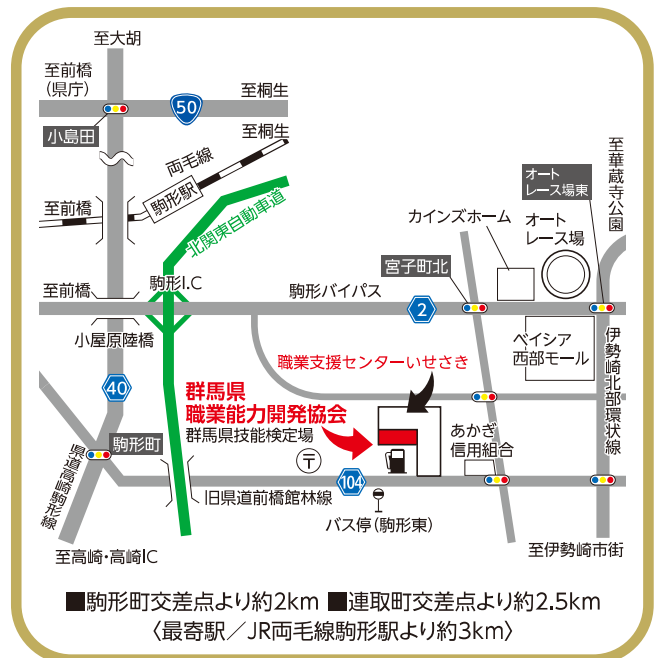 至大胡
至前橋
(県庁)
至桐生
50
小島田
至桐生
両毛線
駒形駅
至前橋
北関東自動車道
至華蔵寺公園
オート
レース場東
カインズホーム
オート
レース場
宮子町北
駒形I.C
至前橋
駒形バイパス
2
小屋原陸橋
ベイシア
西部モール
伊勢崎北部環状線
職業支援センターいせさき
40
群馬県
職業能力開発協会
群馬県技能検定場
あかぎ
信用組合
駒形町
県道高崎駒形線
〒
104
旧県道前橋館林線
バス停(駒形東)
至高崎・高崎IC
至伊勢崎市街
■駒形町交差点より約2km ■連取町交差点より約2.5km
〈最寄駅/JR両毛線駒形駅より約3km〉